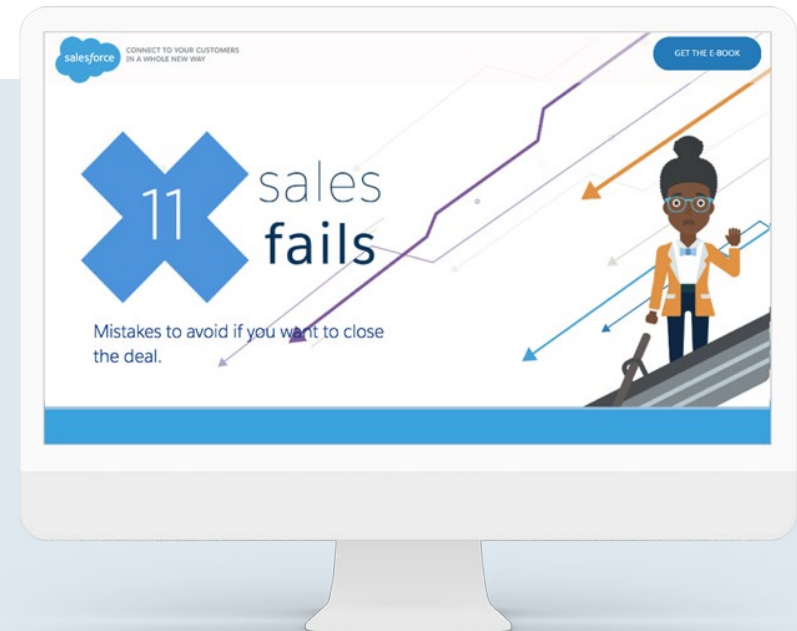 salesforce
CONNECT TO YOUR CUSTOMERS
IN A WHOLE NEW WAY
GET THE E-BOOK
11
sales
fails
Mistakes to avoid if you want to close
the deal.